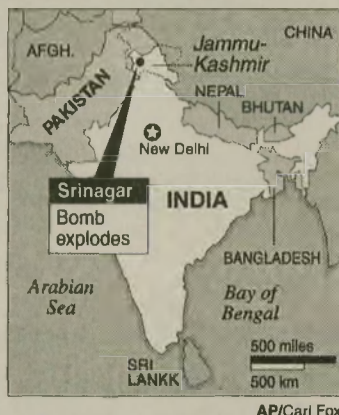 CHINA
AFGH.
Jammu-
Kashmir
PAKISTAN
NEPAL
BHUTAN
New Delhi
Srinagar
Bomb
explodes
INDIA
BANGLADESH
Arabian
Sea
Bay of
Bengal
500 miles
500 km
SRI
LANKK
AP/Carl Fox